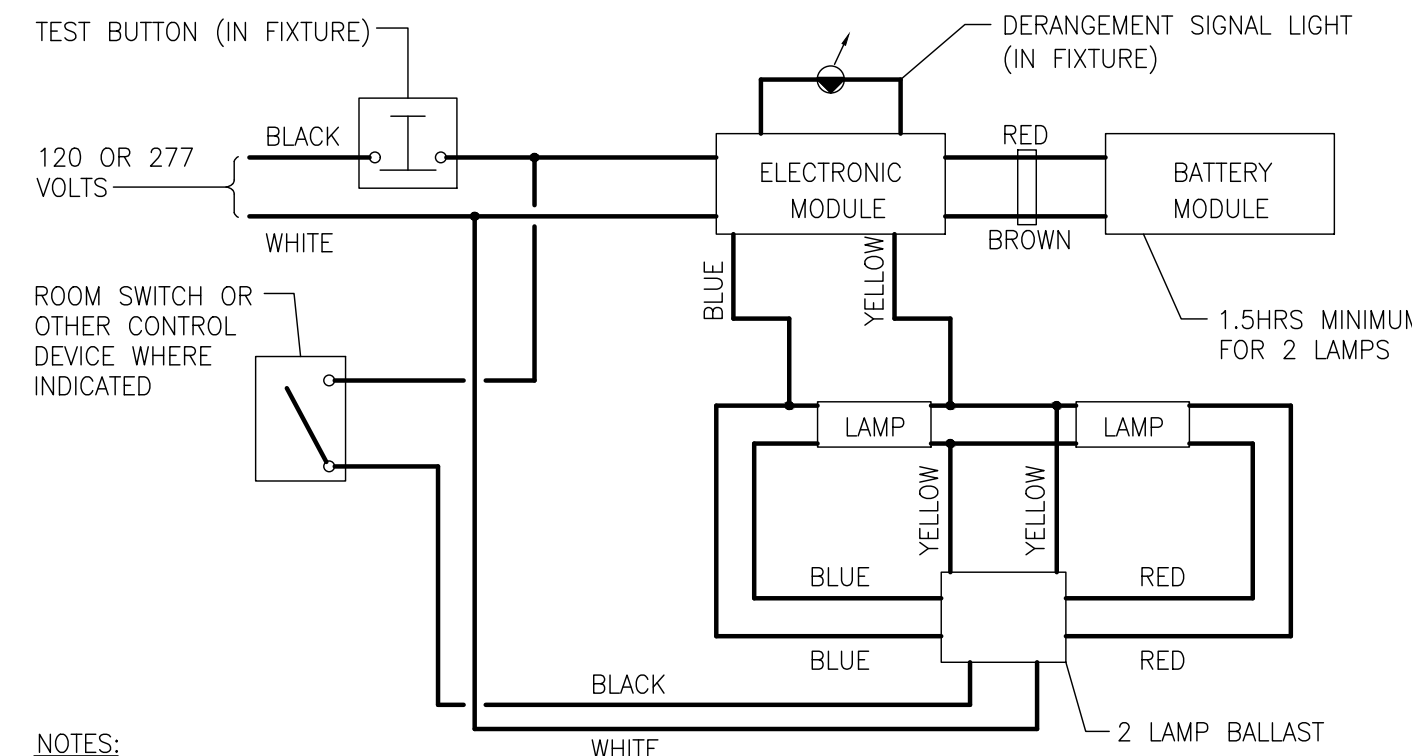 TEST BUTTON (IN FIXTURE)
DERANGEMENT SIGNAL LIGHT
(IN FIXTURE)
BLACK
120 OR 277
VOLTS
WHITE
ELECTRONIC
MODULE
RED
BROWN
BATTERY
MODULE
BLUE
YELLOW
ROOM SWITCH OR
OTHER CONTROL
DEVICE WHERE
INDICATED
1.5HRS MINIMUM
FOR 2 LAMPS
LAMP
LAMP
YELLOW
YELLOW
BLUE
RED
BLUE
RED
BLACK
2 LAMP BALLAST
NOTES:
WHITE